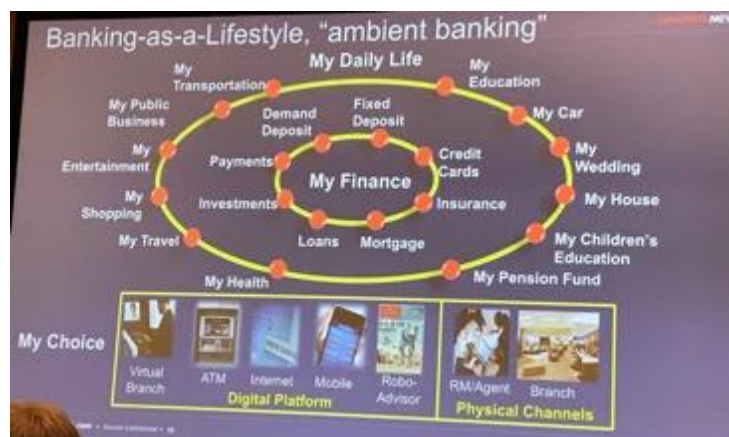 Banking-as-a-Lifestyle, "ambient banking"
My Daily Life
My
Transportation
My
Education
My Public
Business
Demand
Deposit
Fixed
Deposit
My Car
My
Entertainment
Payments
Credit
Cards
My
Wedding
My Finance
My
Shopping
Investments
Insurance
My House
My Travel
Loans
Mortgage
My Children's
Education
My Health
My Pension Fund
My Choice
Virtual
Branch
ATM
Internet
Mobile
Robo-
Advisor
RM/Agent
Branch
Digital Platform
Physical Channels